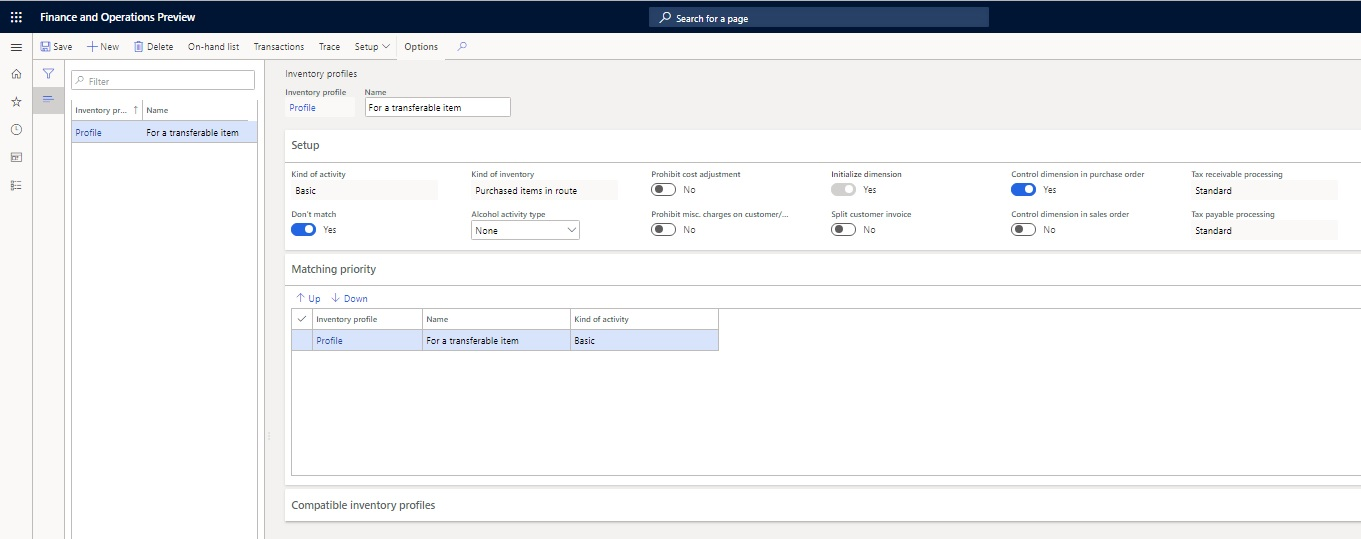 Finance and Operations Preview
Search for a page
Save New Delete On-hand list Transactions Trace Setup Options
Filter
Inventory pr... Name
Profile For a transferable item
Inventory profiles
Inventory profile Name
Profile For a transferable item
Setup
Kind of activity Kind of inventory Prohibit cost adjustment Initialize dimension Control dimension in purchase order Tax receivable processing
Basic Purchased items in route No Yes Yes Standard
Don't match Alcohol activity type Prohibit misc. charges on customer/... Split customer invoice Control dimension in sales order Tax payable processing
Yes None No No No Standard
Matching priority
Up Down
Inventory profile Name Kind of activity
Profile For a transferable item Basic
Compatible inventory profiles